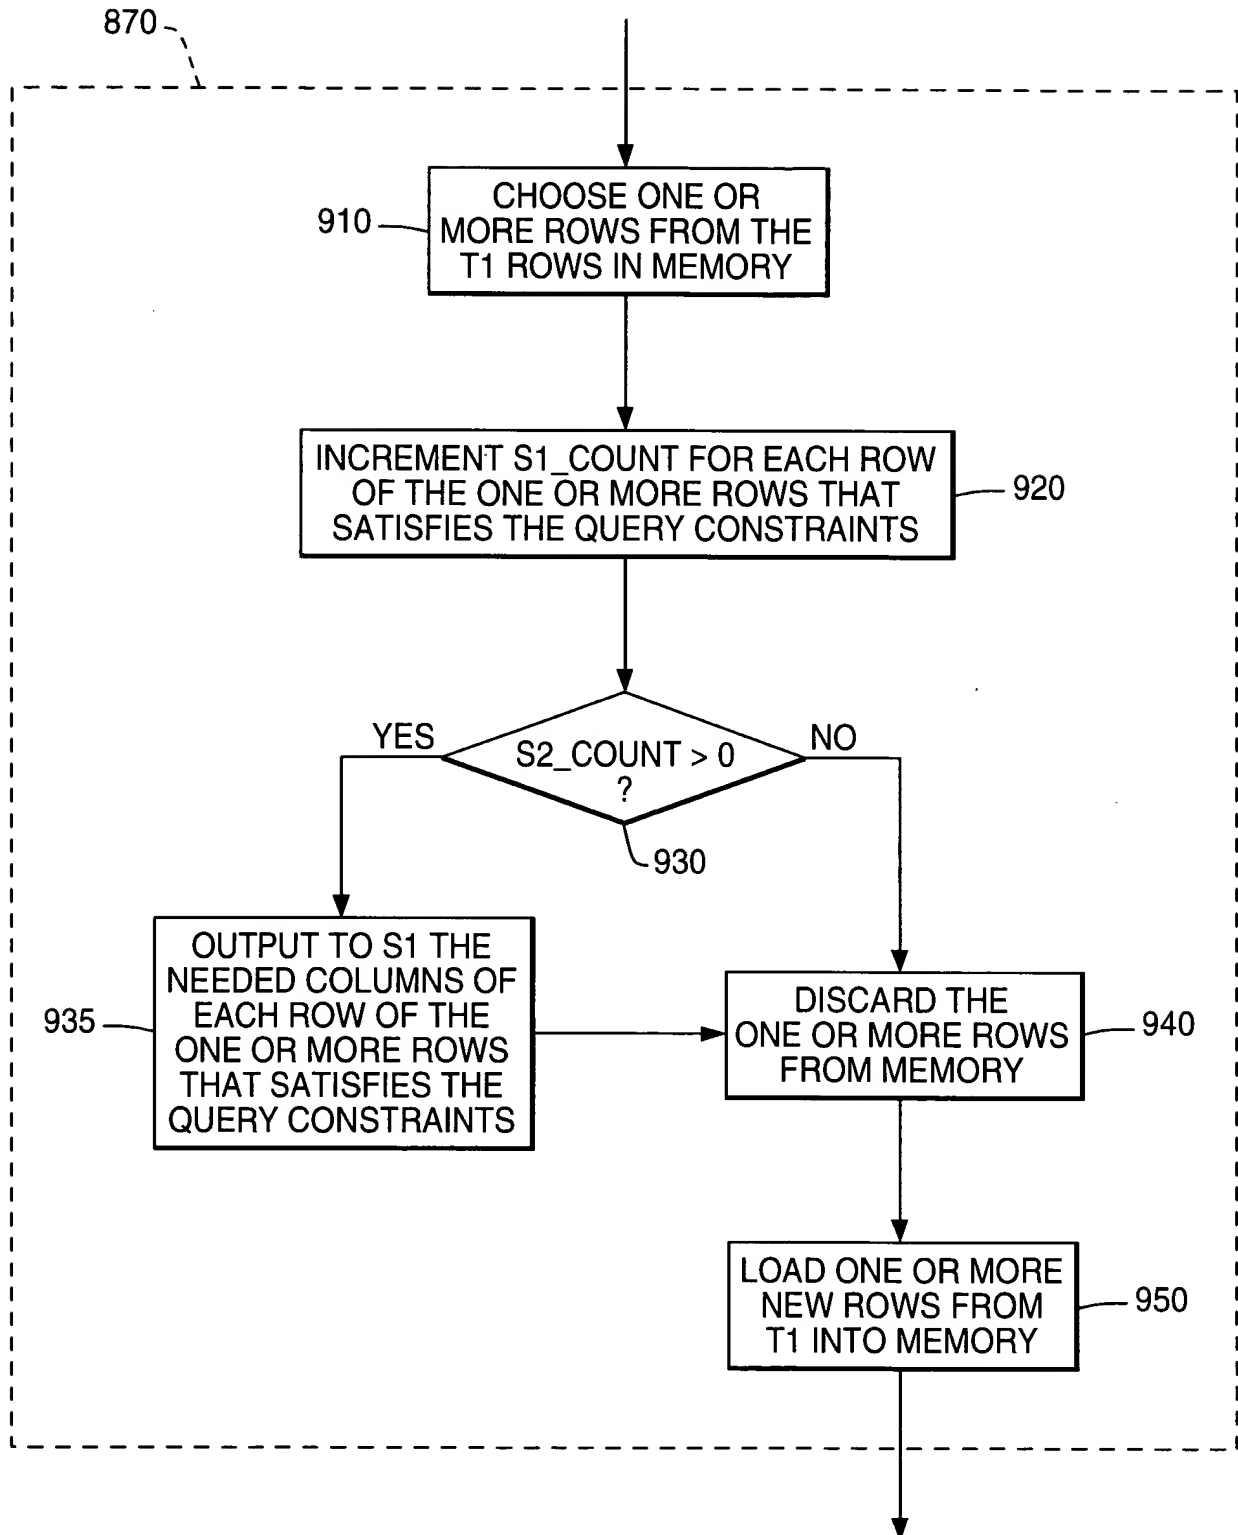 870
CHOOSE ONE OR
MORE ROWS FROM THE
T1 ROWS IN MEMORY
910
INCREMENT S1_COUNT FOR EACH ROW
OF THE ONE OR MORE ROWS THAT
SATISFIES THE QUERY CONSTRAINTS
920
YES
S2_COUNT > 0
?
NO
930
OUTPUT TO S1 THE
NEEDED COLUMNS OF
EACH ROW OF THE
ONE OR MORE ROWS
THAT SATISFIES THE
QUERY CONSTRAINTS
935
DISCARD THE
ONE OR MORE ROWS
FROM MEMORY
940
LOAD ONE OR MORE
NEW ROWS FROM
T1 INTO MEMORY
950